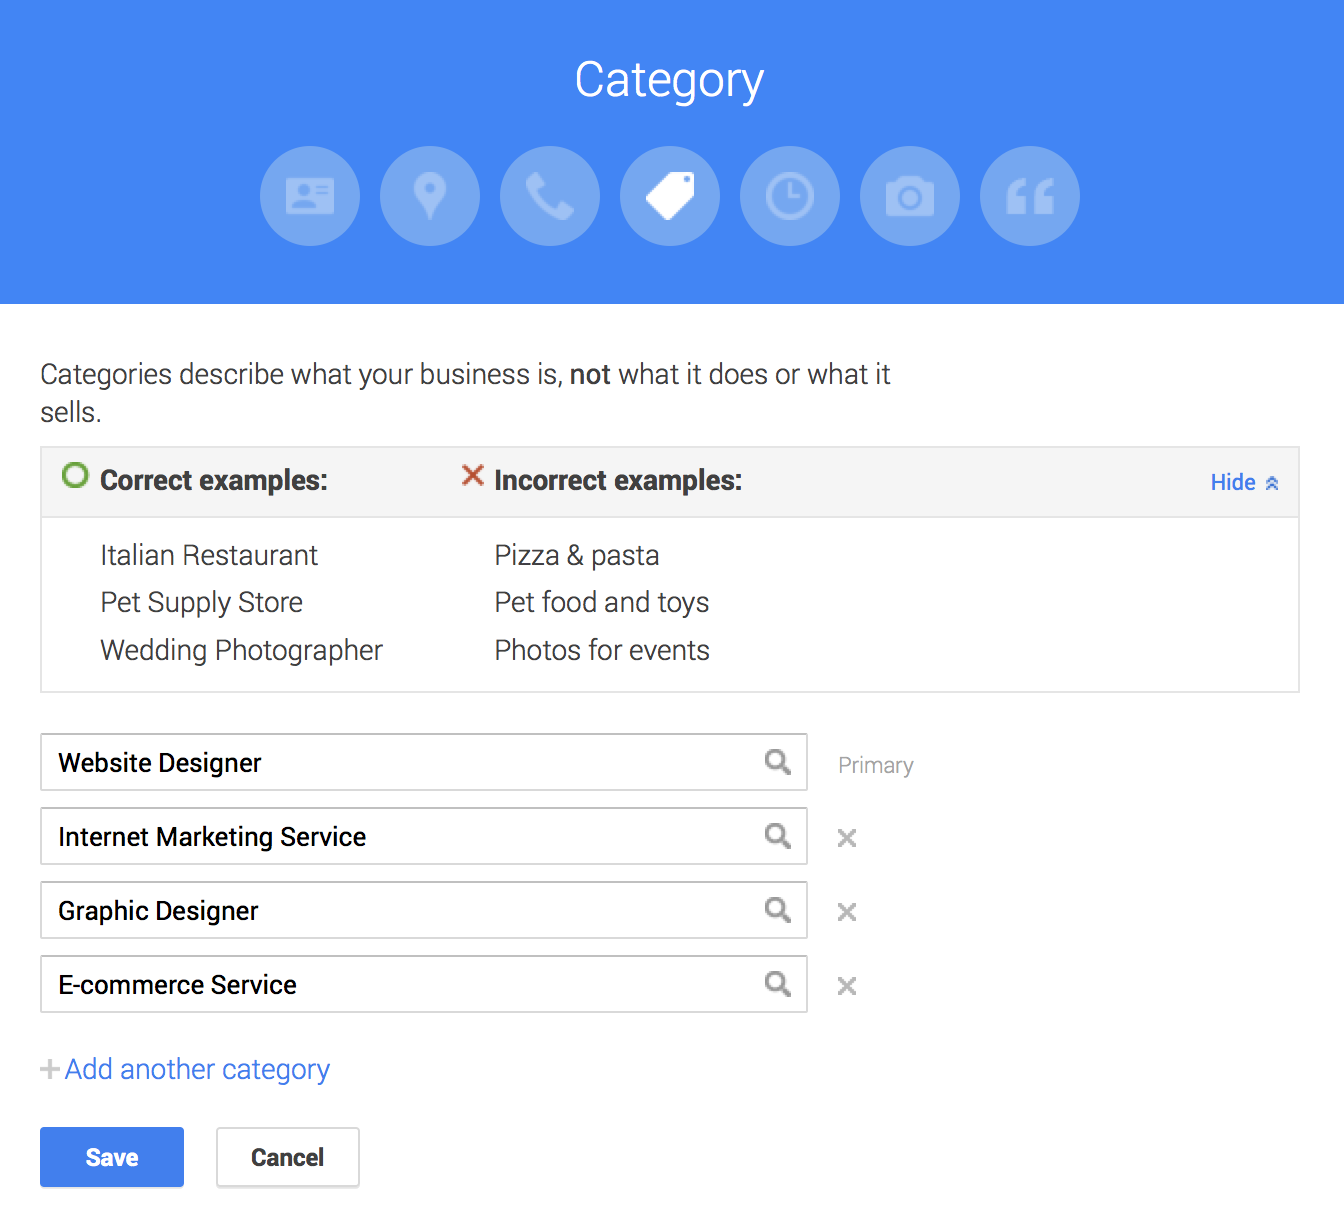 Category
Categories describe what your business is, not what it does or what it
sells.
Correct examples:
Incorrect examples:
Hide
Italian Restaurant
Pizza & pasta
Pet Supply Store
Pet food and toys
Wedding Photographer
Photos for events
Website Designer
Primary
Internet Marketing Service
Graphic Designer
E-commerce Service
Add another category
Save
Cancel